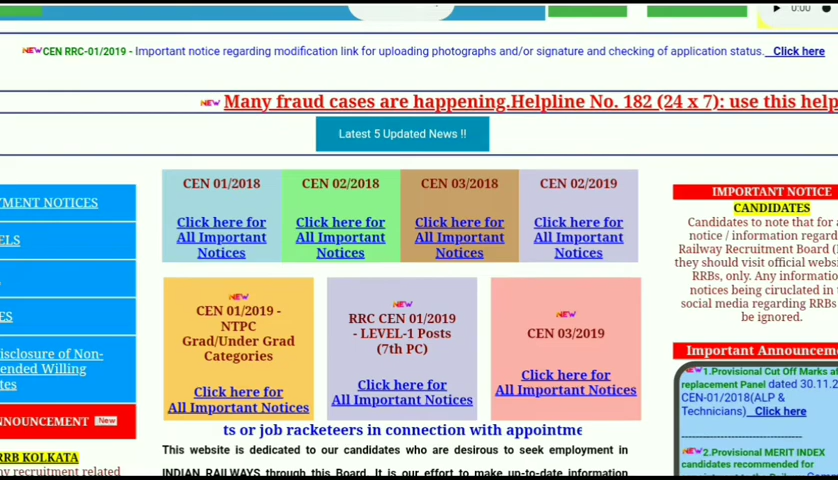 0:00
NEW CEN RRC-01/2019 - Important notice regarding modification link for uploading photographs and/or signature and checking of application status. Click here
NEW Many fraud cases are happening.Helpline No. 182 (24 x 7): use this help
Latest 5 Updated News !!
YMENT NOTICES
ELS
ES
isclosure of Non-
ended Willing
tes
NNOUNCEMENT New
RRB KOLKATA
ny recruitment related
CEN 01/2018
Click here for
All Important
Notices
CEN 02/2018
Click here for
All Important
Notices
CEN 03/2018
Click here for
All Important
Notices
CEN 02/2019
Click here for
All Important
Notices
NEW
CEN 01/2019 -
NTPC
Grad/Under Grad
Categories
Click here for
All Important Notices
NEW
RRC CEN 01/2019
- LEVEL-1 Posts
(7th PC)
Click here for
All Important Notices
NEW
CEN 03/2019
Click here for
All Important Notices
ts or job racketeers in connection with appointme
This website is dedicated to our candidates who are desirous to seek employment in
INDIAN RAILWAYS through this Board. It is our effort to make up-to-date information
IMPORTANT NOTICE
CANDIDATES
Candidates to note that for a
notice / information regard
Railway Recruitment Board (
they should visit official webs
RRBs, only. Any informatio
notices being ciruclated in
social media regarding RRBs
be ignored.
Important Announceme
NEW 1.Provisional Cut Off Marks a
replacement Panel dated 30.11.2
CEN-01/2018(ALP &
Technicians) Click here
NEW 2.Provisional MERIT INDEX
candidates recommended for